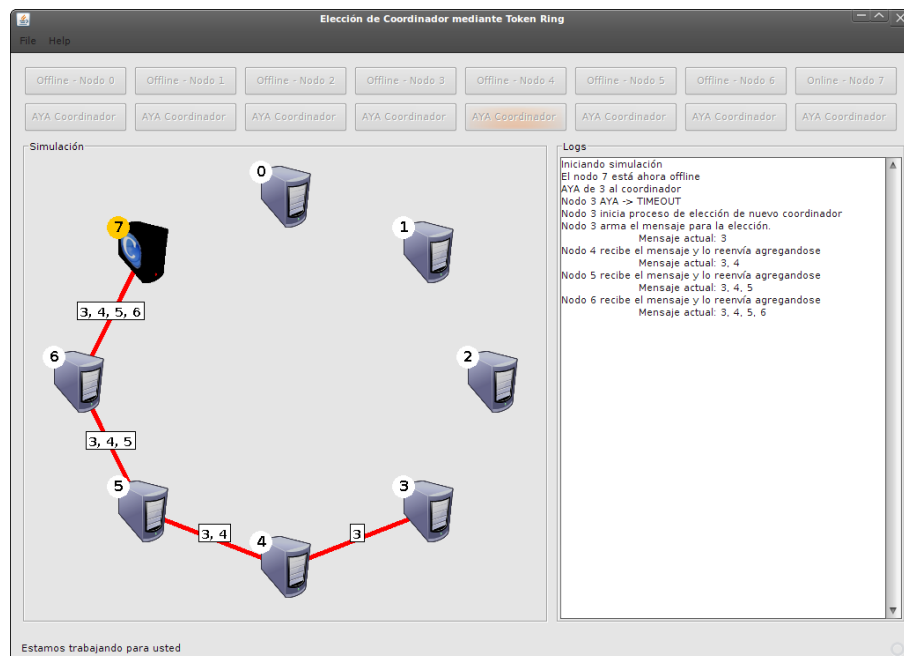 Elección de Coordinador mediante Token Ring
File Help
Offline - Nodo 0 Offline - Nodo 1 Offline - Nodo 2 Offline - Nodo 3 Offline - Nodo 4 Offline - Nodo 5 Offline - Nodo 6 Online - Nodo 7
AYA Coordinador AYA Coordinador AYA Coordinador AYA Coordinador AYA Coordinador AYA Coordinador AYA Coordinador AYA Coordinador
Simulación
0
7
1
3, 4, 5, 6
6
2
3, 4, 5
5
3
3, 4
4
3
Logs
Iniciando simulación
El nodo 7 está ahora offline
AYA de 3 al coordinador
Nodo 3 AYA -> TIMEOUT
Nodo 3 inicia proceso de elección de nuevo coordinador
Nodo 3 arma el mensaje para la elección.
Mensaje actual: 3
Nodo 4 recibe el mensaje y lo reenvía agregandose
Mensaje actual: 3, 4
Nodo 5 recibe el mensaje y lo reenvía agregandose
Mensaje actual: 3, 4, 5
Nodo 6 recibe el mensaje y lo reenvía agregandose
Mensaje actual: 3, 4, 5, 6
Estamos trabajando para usted